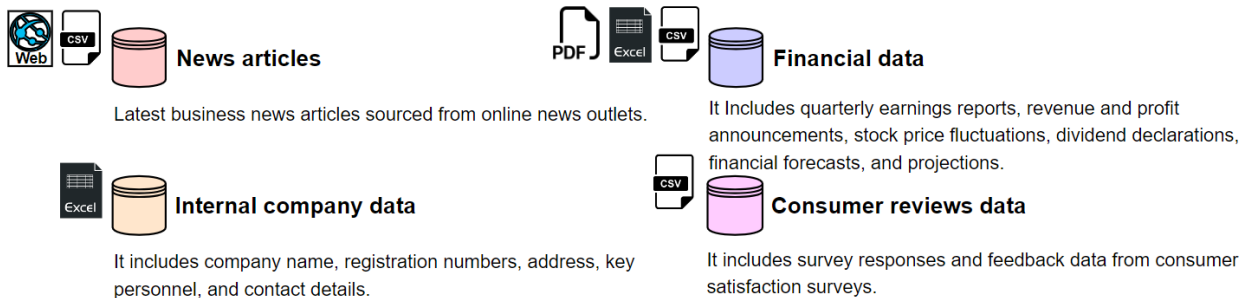 Web
CSV
News articles
Latest business news articles sourced from online news outlets.
PDF
Excel
CSV
Financial data
It Includes quarterly earnings reports, revenue and profit
announcements, stock price fluctuations, dividend declarations,
financial forecasts, and projections.
Excel
Internal company data
It includes company name, registration numbers, address, key
personnel, and contact details.
CSV
Consumer reviews data
It includes survey responses and feedback data from consumer
satisfaction surveys.